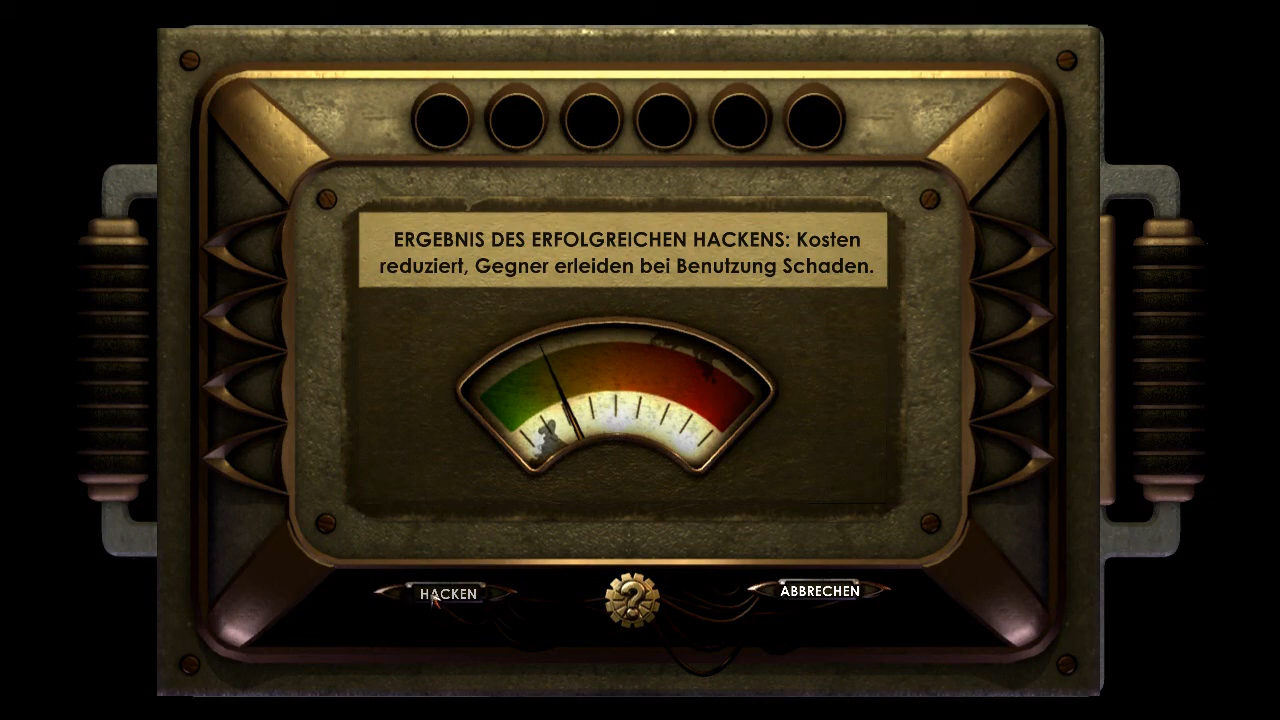 ERGEBNIS DES ERFOLGREICHEN HACKENS: Kosten
reduziert, Gegner erleiden bei Benutzung Schaden.
HACKEN
?
ABBRECHEN